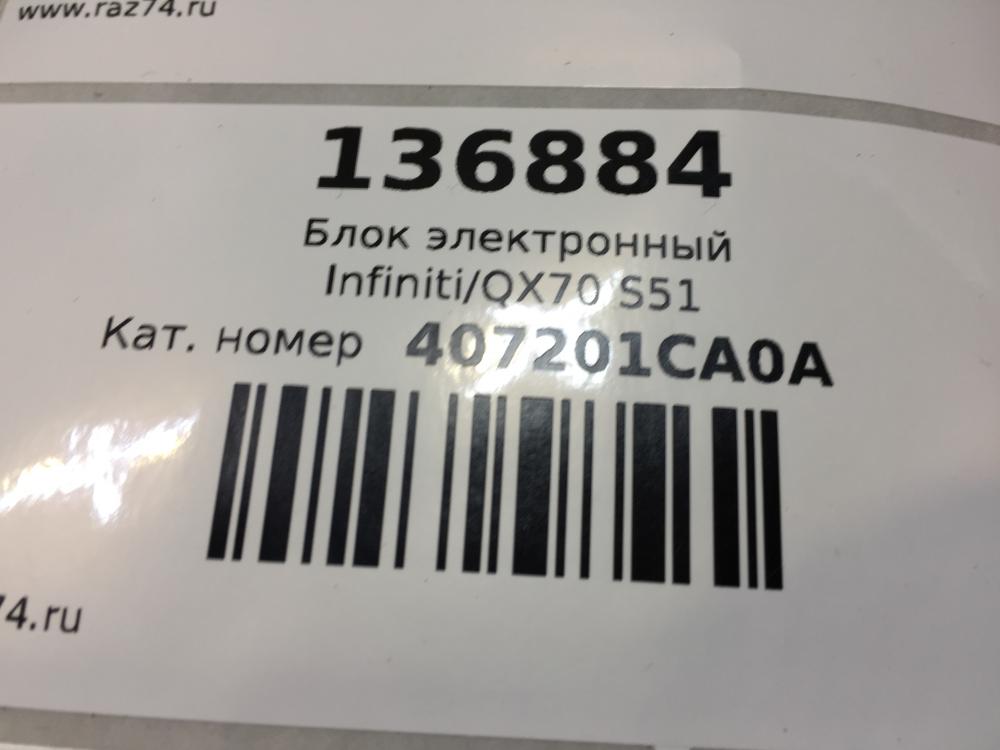 www.raz74.ru
136884
Блок электронный
Infiniti/QX70 S51
Кат. номер 407201CA0A
74.ru